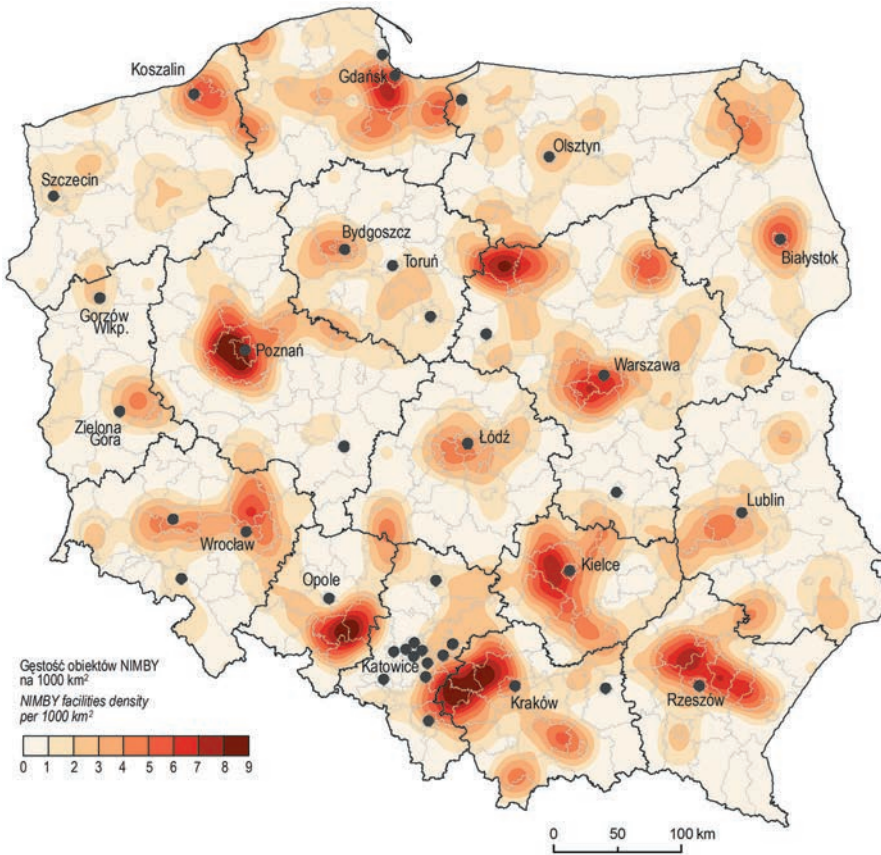 Koszalin
Gdańsk
Olsztyn
Szczecin
Bydgoszcz
Toruń
Białystok
Gorzów
Wlkp.
Poznań
Warszawa
Zielona
Góra
Łódź
Lublin
Wrocław
Opole
Kielce
Katowice
Kraków
Rzeszów
Gęstość obiektów NIMBY
na 1000 km²
NIMBY facilities density
per 1000 km²
0 1 2 3 4 5 6 7 8 9
0 50 100 km